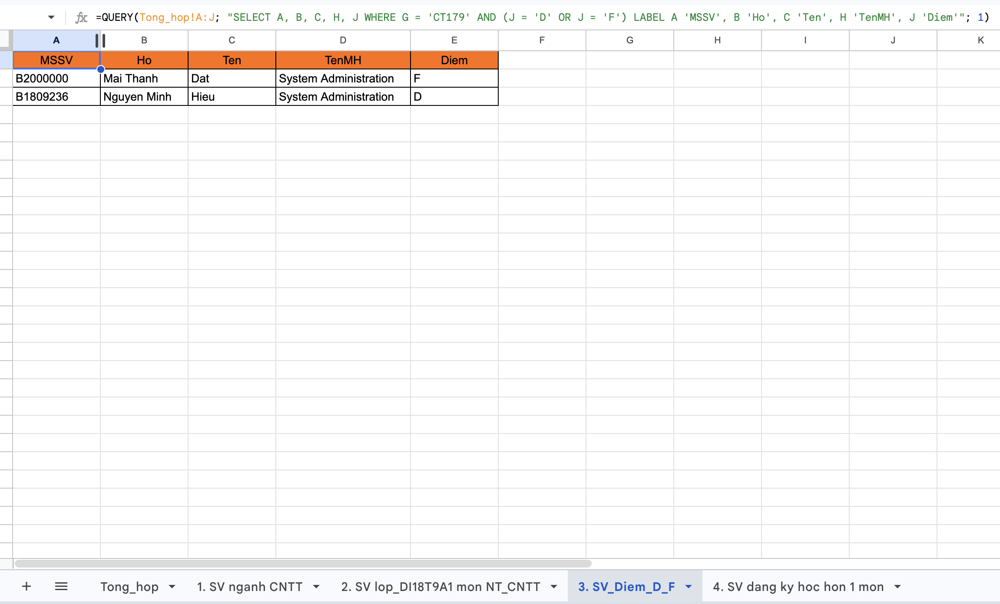 fx =QUERY(Tong_hop!A:J; "SELECT A, B, C, H, J WHERE G = 'CT179' AND (J = 'D' OR J = 'F') LABEL A 'MSSV', B 'Ho', C 'Ten', H 'TenMH', J 'Diem'"; 1)
A B C D E F G H I J K
MSSV Ho Ten TenMH Diem
B2000000 Mai Thanh Dat System Administration F
B1809236 Nguyen Minh Hieu System Administration D
Tong_hop 1. SV nganh CNTT 2. SV lop_DI18T9A1 mon NT_CNTT 3. SV_Diem_D_F 4. SV dang ky hoc hon 1 mon